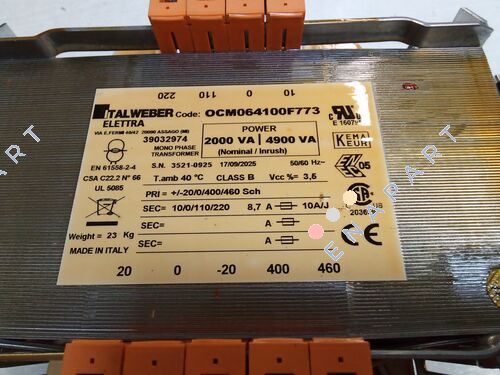 220 110 0 10
ITALWEBER
ELETTRA
Code: OCM064100F773
VIA E.FERMI 40/42 20090 ASSAGO (MI)
39032974
MONO PHASE
TRANSFORMER
POWER
2000 VA | 4900 VA
(Nominal / Inrush)
KEMA
KEUR
EN 61558-2-4
S.N. 3521-0925 17/09/2025 50/60 Hz~
05
CSA C22.2 N° 66
T.amb 40 °C CLASS B Vcc %= 3,6
UL 5085
PRI = +/-20/0/400/460 Sch
SEC= 10/0/110/220 8,7 A 10A/J
SEC= A
SEC= A
Weight = 23 Kg
MADE IN ITALY
CE
20 0 -20 400 460
ENAPART